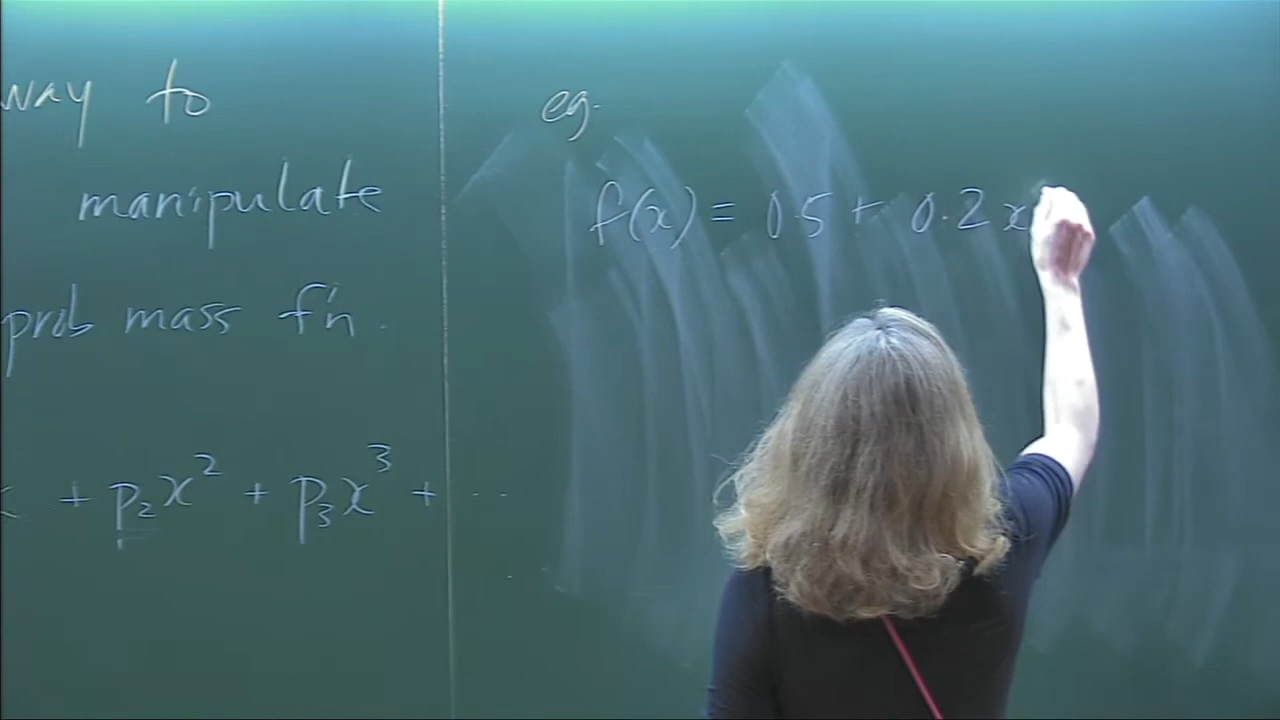 way to
manipulate
prob mass f'n.
+ p₂x² + p₃x³ + ...
eg.
f(x) = 0.5 + 0.2x